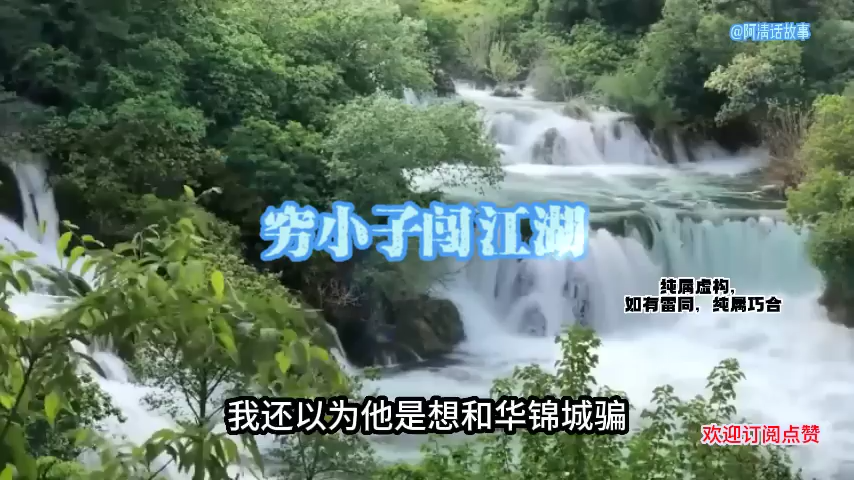 @阿清话故事
穷小子闯江湖
纯属虚构,
如有雷同, 纯属巧合
我还以为他是想和华锦城骗
欢迎订阅点赞